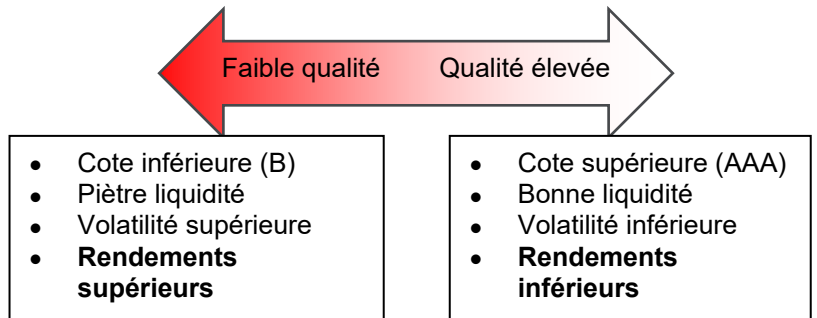 Faible qualité Qualité élevée
• Cote inférieure (B)
• Piètre liquidité
• Volatilité supérieure
• Rendements
supérieurs
• Cote supérieure (AAA)
• Bonne liquidité
• Volatilité inférieure
• Rendements
inférieurs